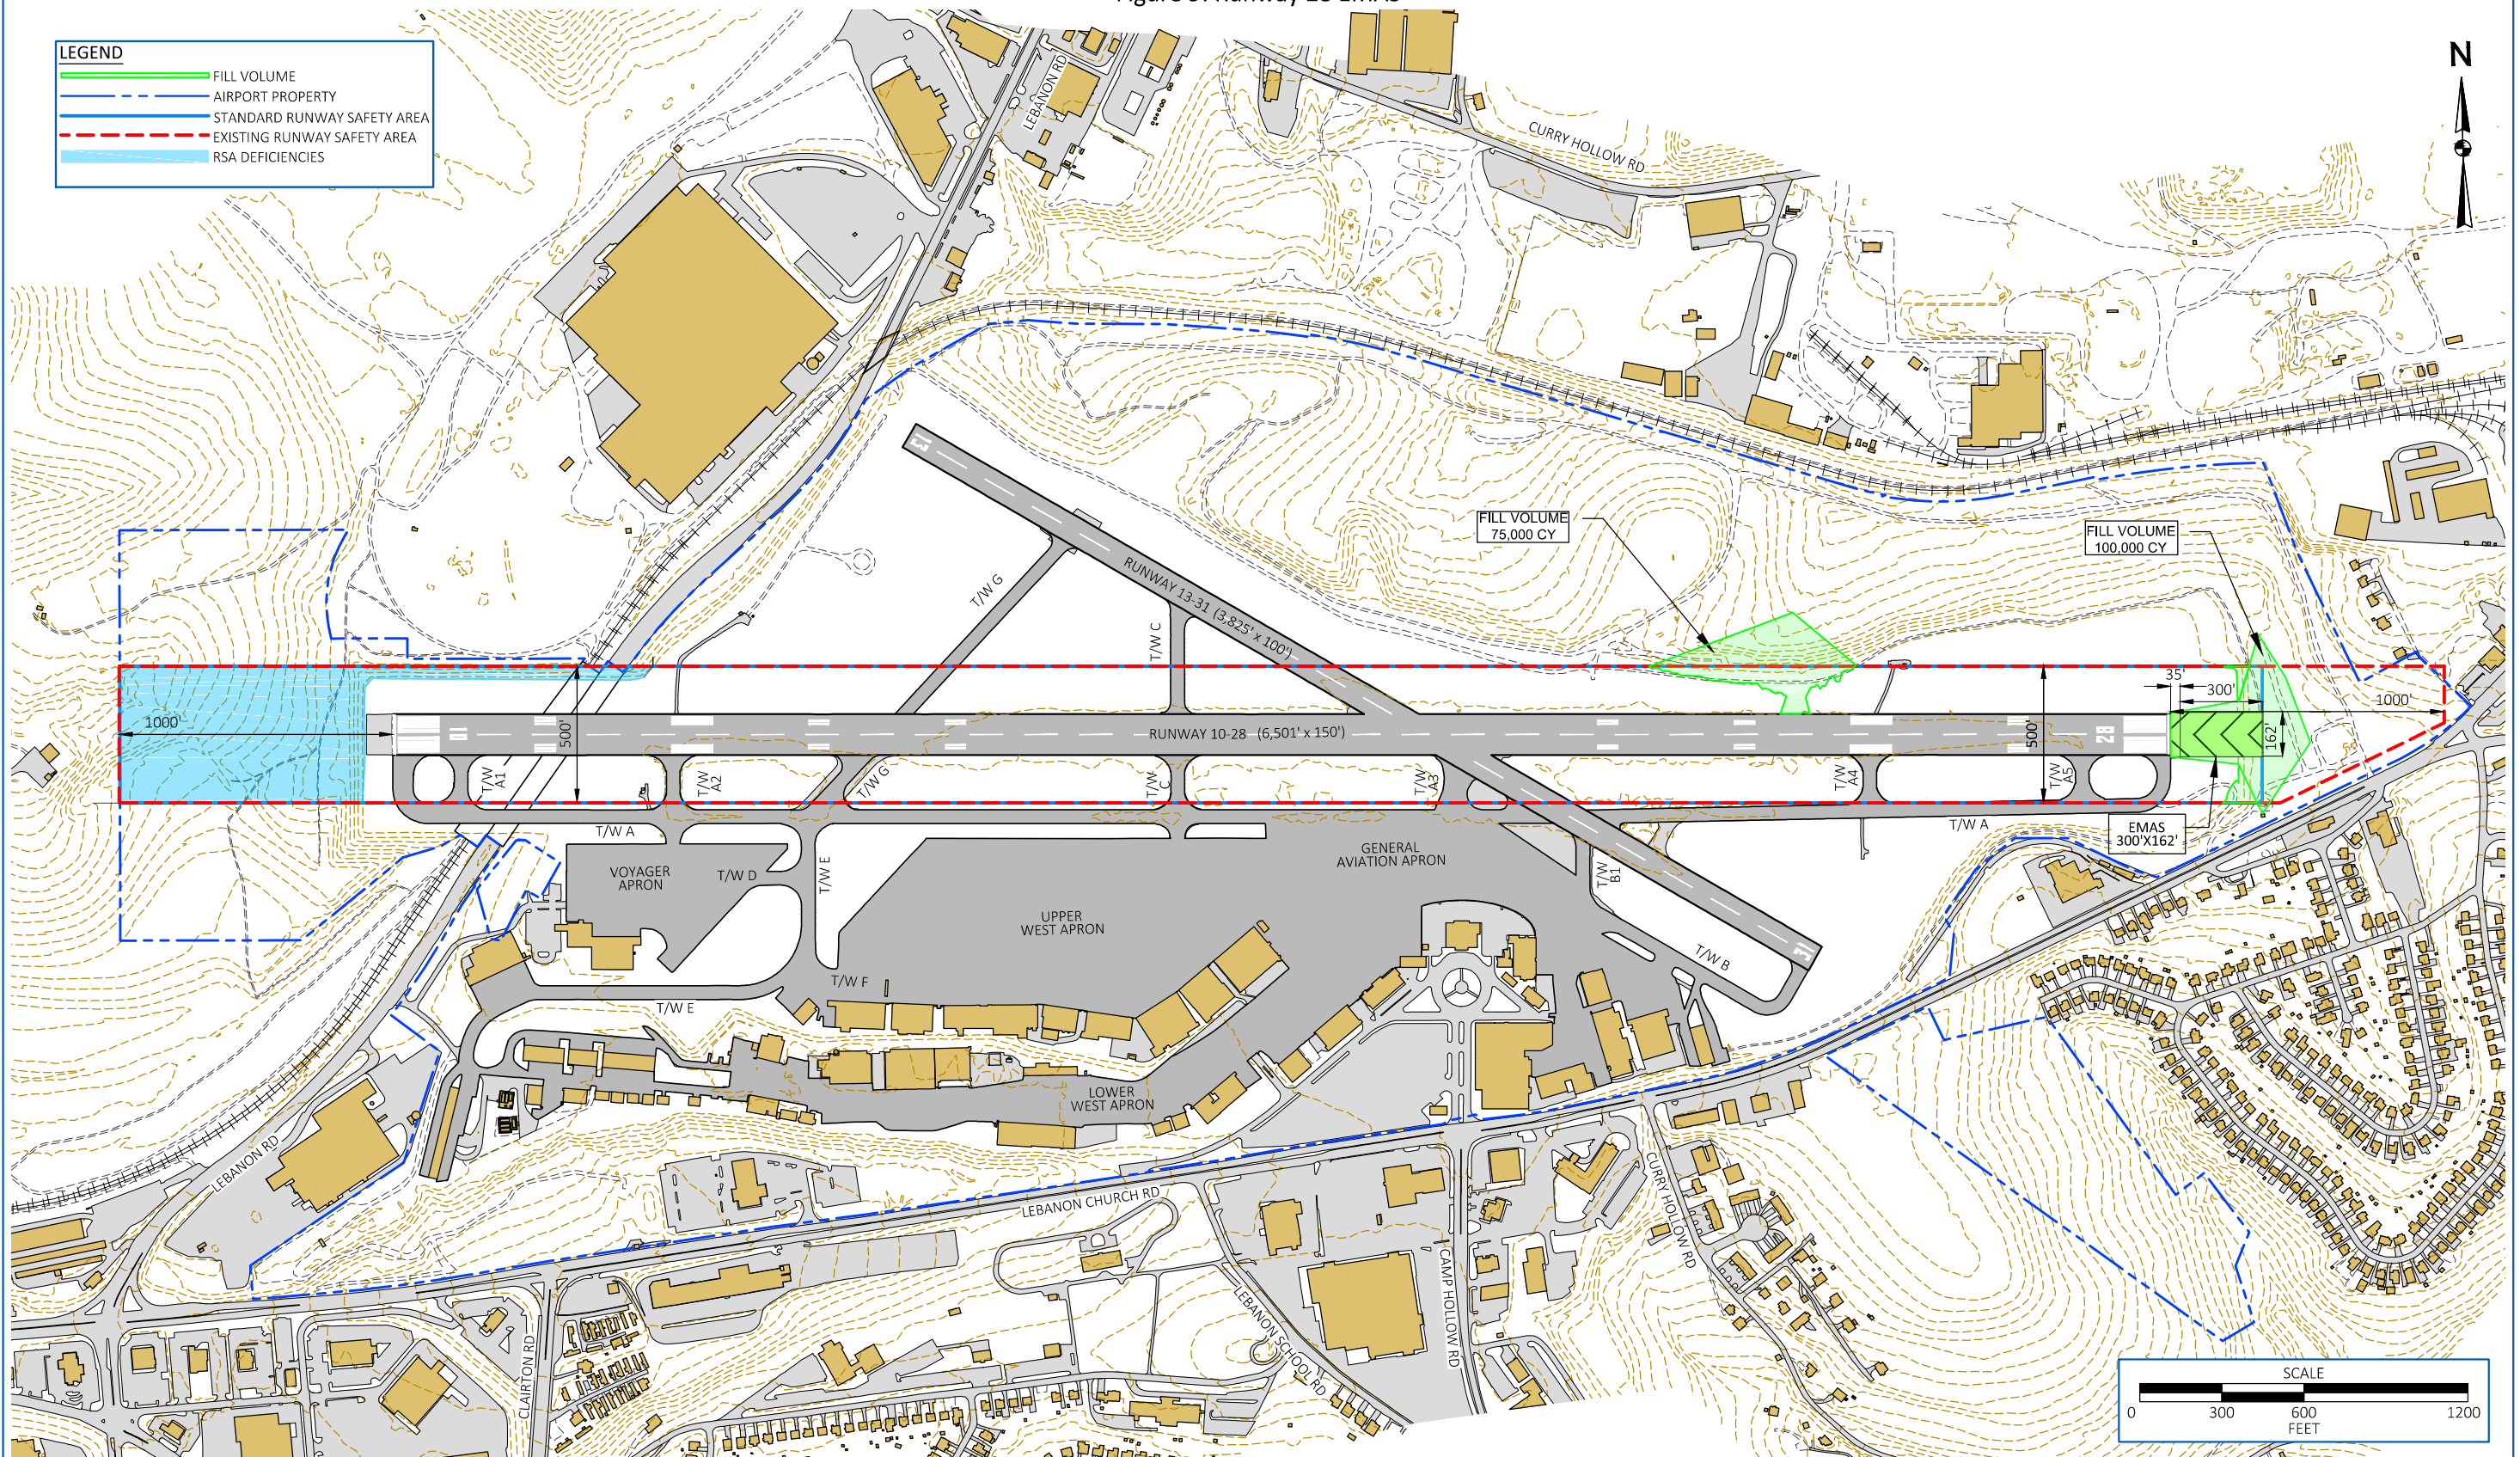 LEGEND
FILL VOLUME
AIRPORT PROPERTY
STANDARD RUNWAY SAFETY AREA
EXISTING RUNWAY SAFETY AREA
RSA DEFICIENCIES
N
LEBANON RD
CURRY HOLLOW RD
13
FILL VOLUME
75,000 CY
FILL VOLUME
100,000 CY
T/W G
RUNWAY 13-31 (3,825' x 100')
T/W C
35'
300'
1000'
1000'
500'
RUNWAY 10-28 (6,501' x 150')
500'
28
162'
T/W
A1
T/W
A2
T/W G
T/W
C
T/W
A3
T/W
A4
T/W
A5
T/W A
T/W A
EMAS
300'X162'
VOYAGER
APRON
T/W D
T/W E
GENERAL
AVIATION APRON
T/W
B1
UPPER
WEST APRON
T/W B
31
T/W F
T/W E
LOWER
WEST APRON
LEBANON RD
LEBANON CHURCH RD
CURRY HOLLOW RD
CAMP HOLLOW RD
LEBANON SCHOOL RD
CLAIRTON RD
SCALE
0 300 600 1200
FEET